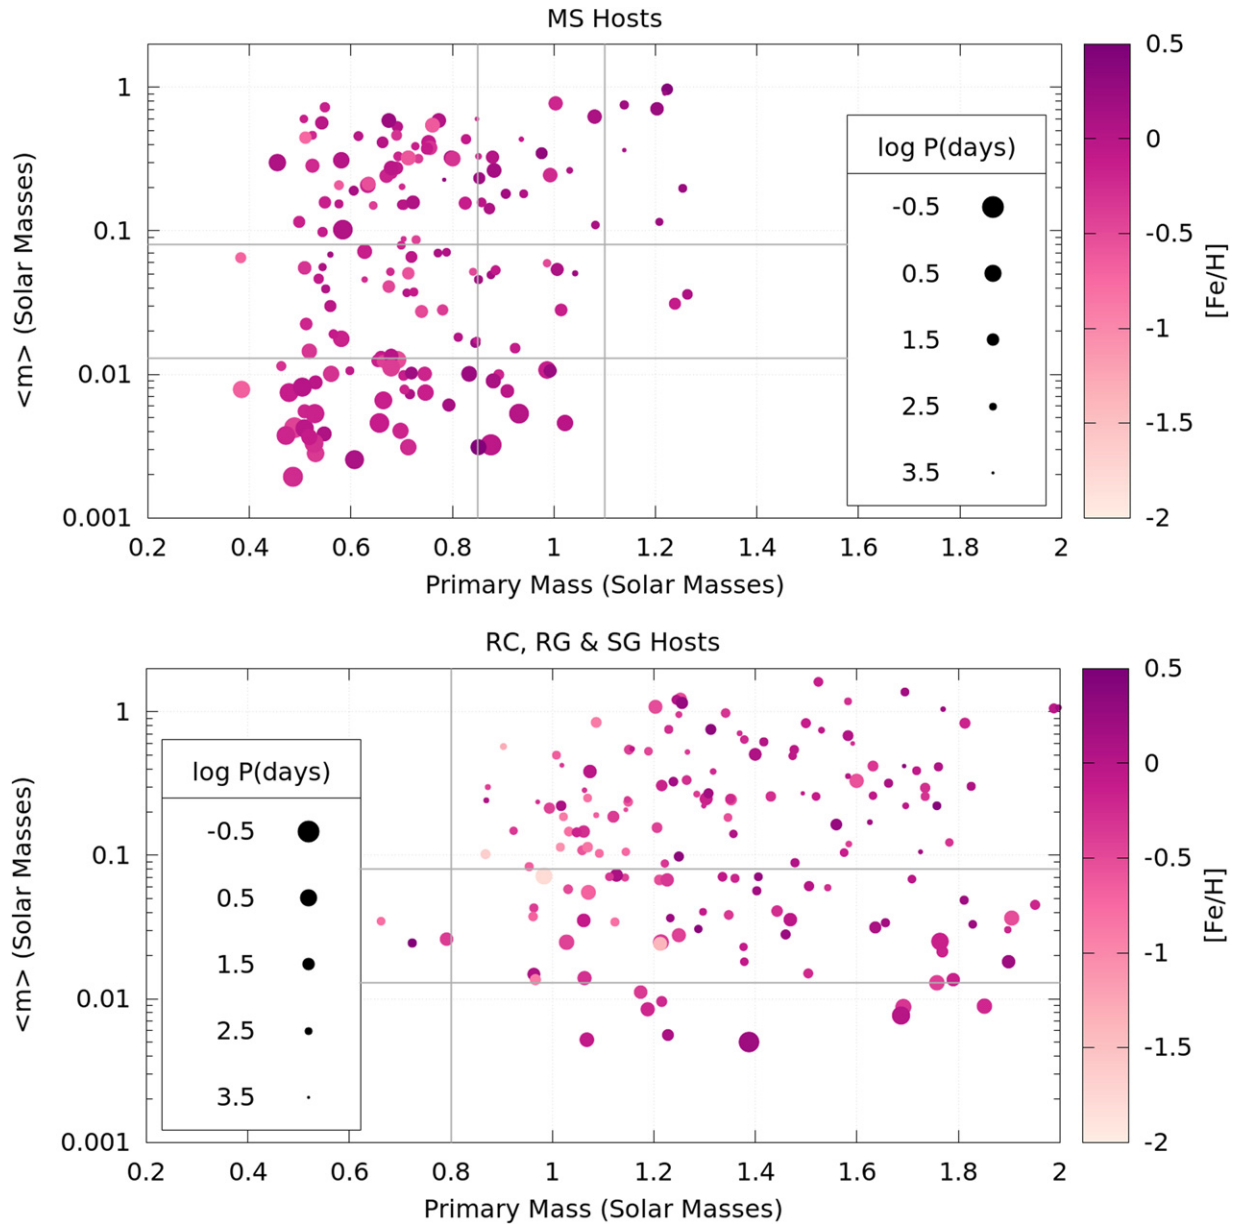 MS Hosts
<m> (Solar Masses)
1
0.1
0.01
0.001
0.2 0.4 0.6 0.8 1 1.2 1.4 1.6 1.8 2
Primary Mass (Solar Masses)
log P(days)
-0.5
0.5
1.5
2.5
3.5
0.5
0
-0.5
-1
-1.5
-2
[Fe/H]
RC, RG & SG Hosts
<m> (Solar Masses)
1
0.1
0.01
0.001
log P(days)
-0.5
0.5
1.5
2.5
3.5
0.2 0.4 0.6 0.8 1 1.2 1.4 1.6 1.8 2
Primary Mass (Solar Masses)
0.5
0
-0.5
-1
-1.5
-2
[Fe/H]